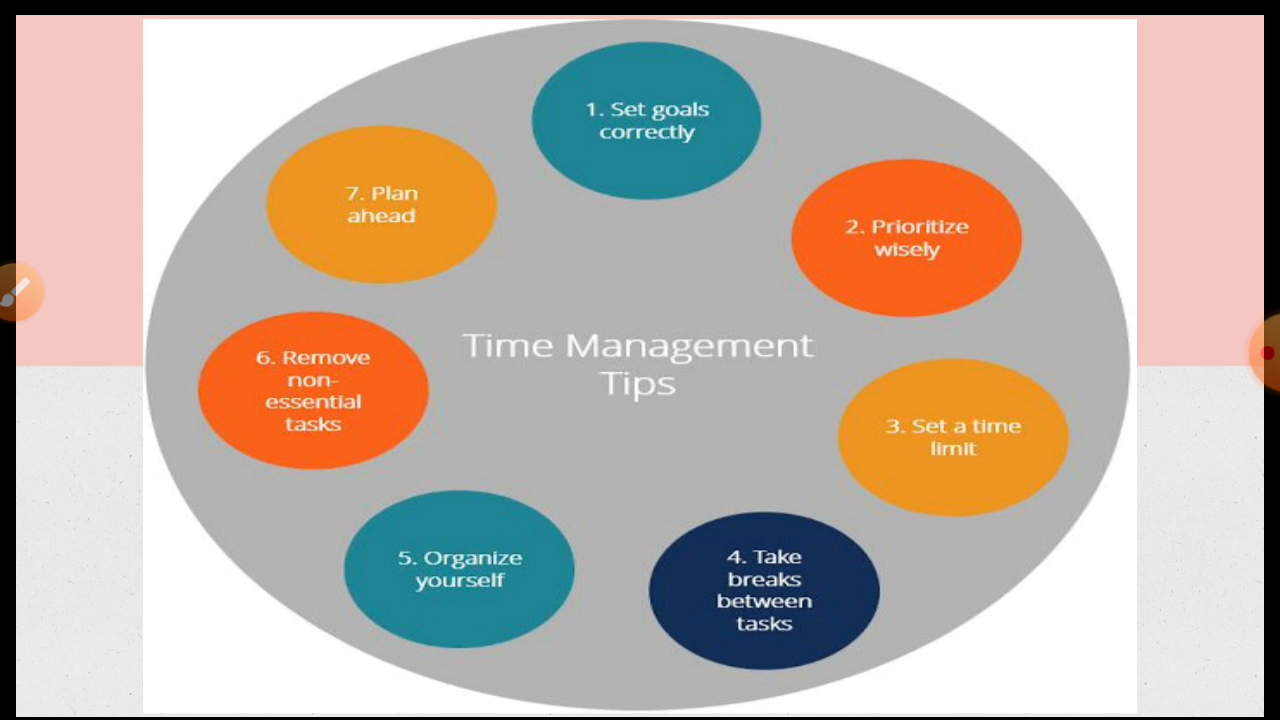 Time Management
Tips
1. Set goals
correctly
2. Prioritize
wisely
3. Set a time
limit
4. Take
breaks
between
tasks
5. Organize
yourself
6. Remove
non-
essential
tasks
7. Plan
ahead